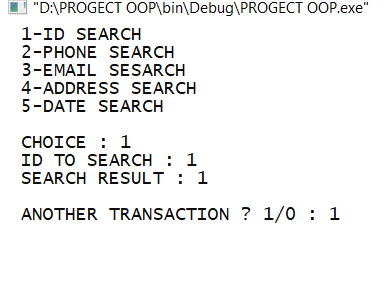 "D:\PROGECT OOP\bin\Debug\PROGECT OOP.exe"
1-ID SEARCH
2-PHONE SEARCH
3-EMAIL SESARCH
4-ADDRESS SEARCH
5-DATE SEARCH
CHOICE : 1
ID TO SEARCH : 1
SEARCH RESULT : 1
ANOTHER TRANSACTION ? 1/0 : 1